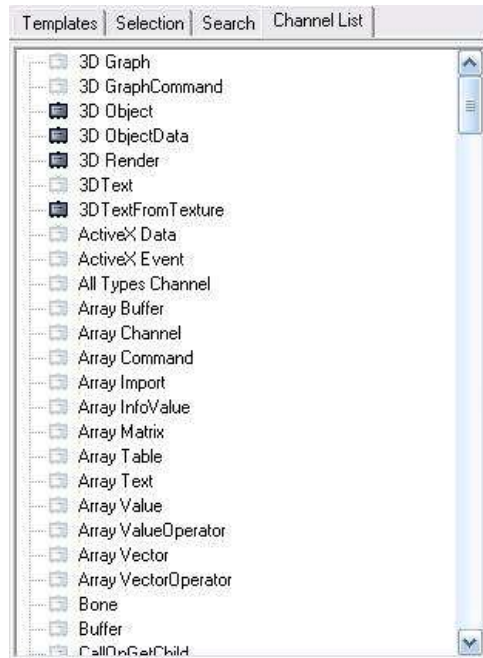 Templates Selection Search Channel List
3D Graph
3D GraphCommand
3D Object
3D ObjectData
3D Render
3DText
3DTextFromTexture
ActiveX Data
ActiveX Event
All Types Channel
Array Buffer
Array Channel
Array Command
Array Import
Array InfoValue
Array Matrix
Array Table
Array Text
Array Value
Array ValueOperator
Array Vector
Array VectorOperator
Bone
Buffer
CallOnGetChild